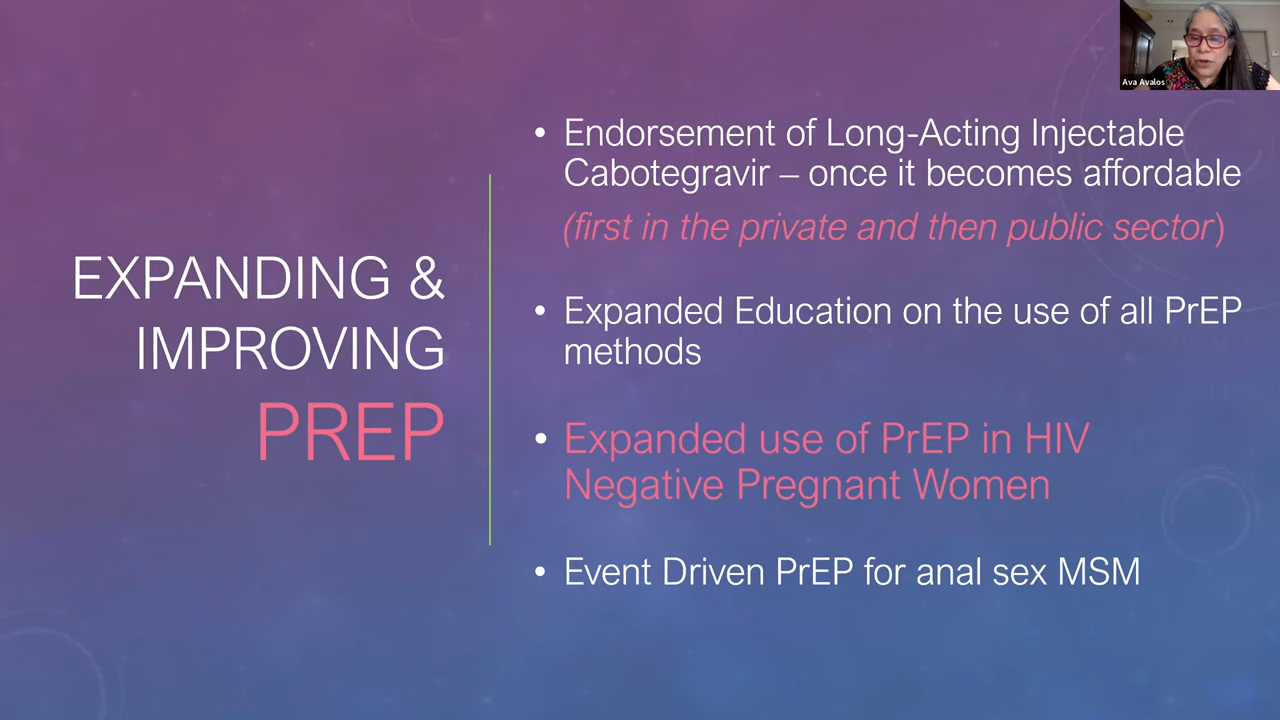 Ava Avalos
EXPANDING &
IMPROVING
PREP
• Endorsement of Long-Acting Injectable
Cabotegravir – once it becomes affordable
(first in the private and then public sector)
• Expanded Education on the use of all PrEP
methods
• Expanded use of PrEP in HIV
Negative Pregnant Women
• Event Driven PrEP for anal sex MSM